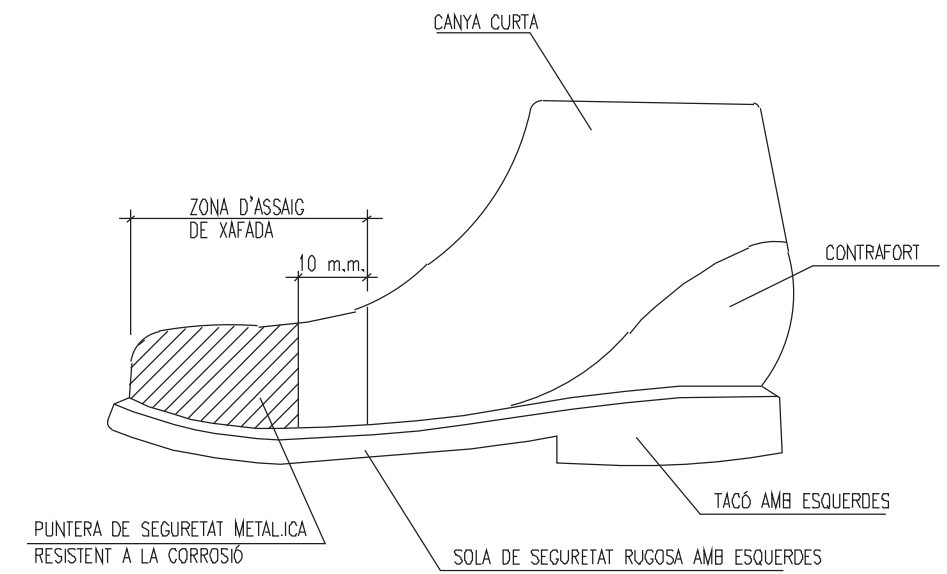 CANYA CURTA
ZONA D'ASSAIG
DE XAFADA
10 m.m.
CONTRAFORT
TACÓ AMB ESQUERDES
PUNTERA DE SEGURETAT METAL.ICA
RESISTENT A LA CORROSIÓ
SOLA DE SEGURETAT RUGOSA AMB ESQUERDES